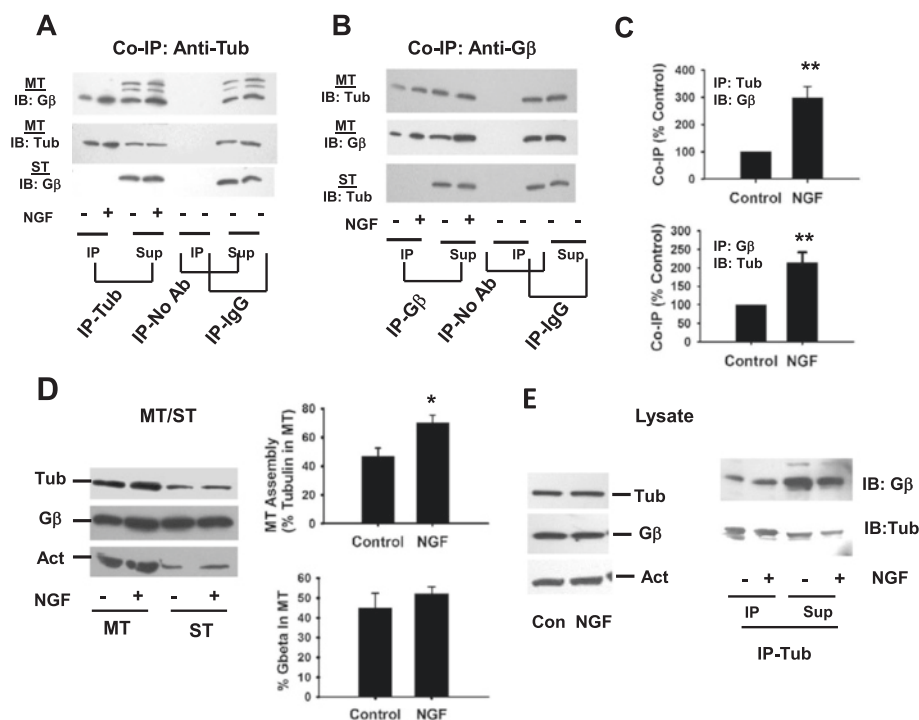 A
Co-IP: Anti-Tub
MT
IB: Gβ
MT
IB: Tub
ST
IB: Gβ
NGF - + - + - - - -
IP Sup IP Sup
IP-Tub
IP-No Ab
IP-IgG
B
Co-IP: Anti-Gβ
MT
IB: Tub
MT
IB: Gβ
ST
IB: Tub
NGF - + - + - - - -
IP Sup IP Sup
IP-Gβ
IP-No Ab
IP-IgG
C
Co-IP (% Control)
400
300
200
100
0
IP: Tub
IB: Gβ
**
Control NGF
Co-IP (% Control)
250
200
150
100
50
0
IP: Gβ
IB: Tub
**
Control NGF
D
MT/ST
Tub
Gβ
Act
NGF - + - +
MT ST
MT Assembly
(% Tubulin in MT)
80
60
40
20
0
*
Control NGF
% Gbeta in MT
50
40
30
20
10
0
Control NGF
E
Lysate
Tub
Gβ
Act
Con NGF
IB: Gβ
IB:Tub
- + - + NGF
IP Sup
IP-Tub